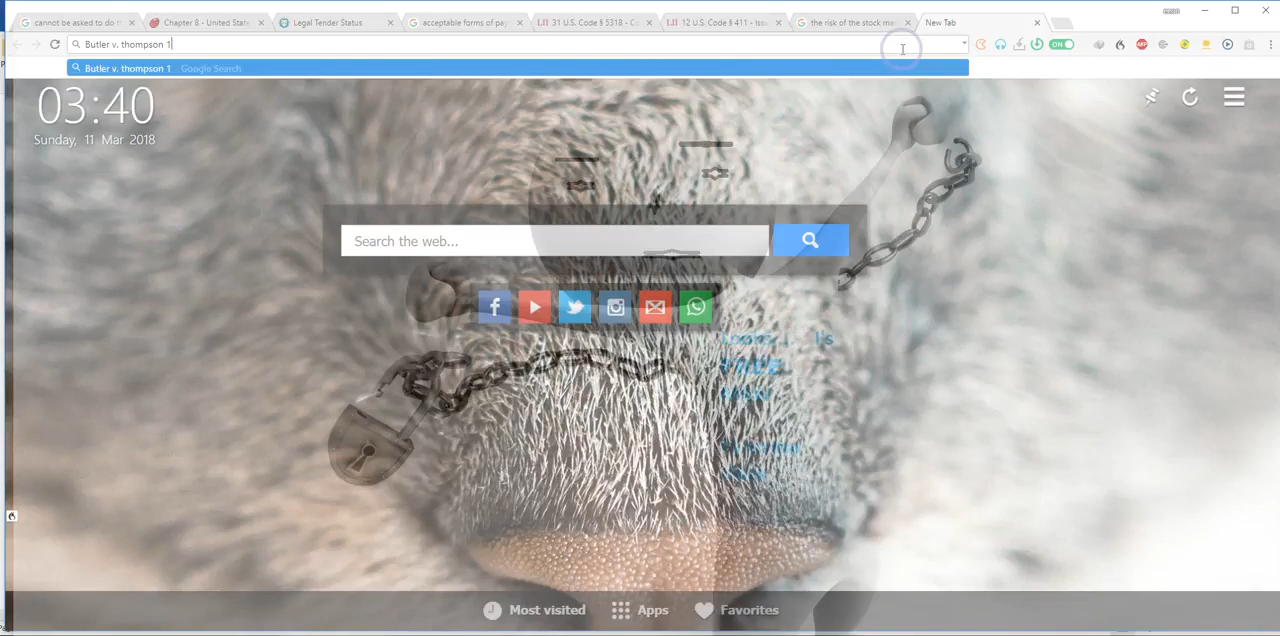 cannot be asked to do t
Chapter 8 - United State
Legal Tender Status
acceptable forms of pay
31 U.S. Code § 5318 - Co
12 U.S. Code § 411 - Issu
the risk of the stock mar
New Tab
Butler v. thompson 1
ON
Butler v. thompson 1 Google Search
03:40
Sunday, 11 Mar 2018
Search the web...
Most visited
Apps
Favorites